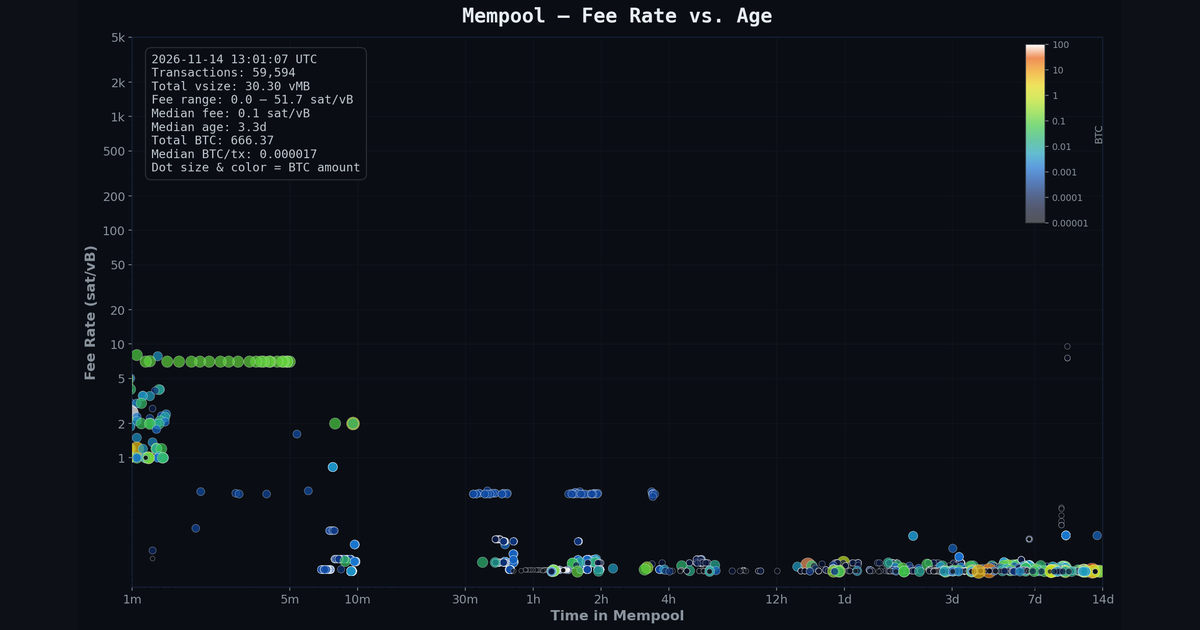 Mempool — Fee Rate vs. Age
2026-11-14 13:01:07 UTC
Transactions: 59,594
Total vsize: 30.30 vMB
Fee range: 0.0 — 51.7 sat/vB
Median fee: 0.1 sat/vB
Median age: 3.3d
Total BTC: 666.37
Median BTC/tx: 0.000017
Dot size & color = BTC amount
100
10
1
0.1
0.01
0.001
0.0001
0.00001
BTC
Fee Rate (sat/vB)
5k
2k
1k
500
200
100
50
20
10
5
2
1
1m 5m 10m 30m 1h 2h 4h 12h 1d 3d 7d 14d
Time in Mempool